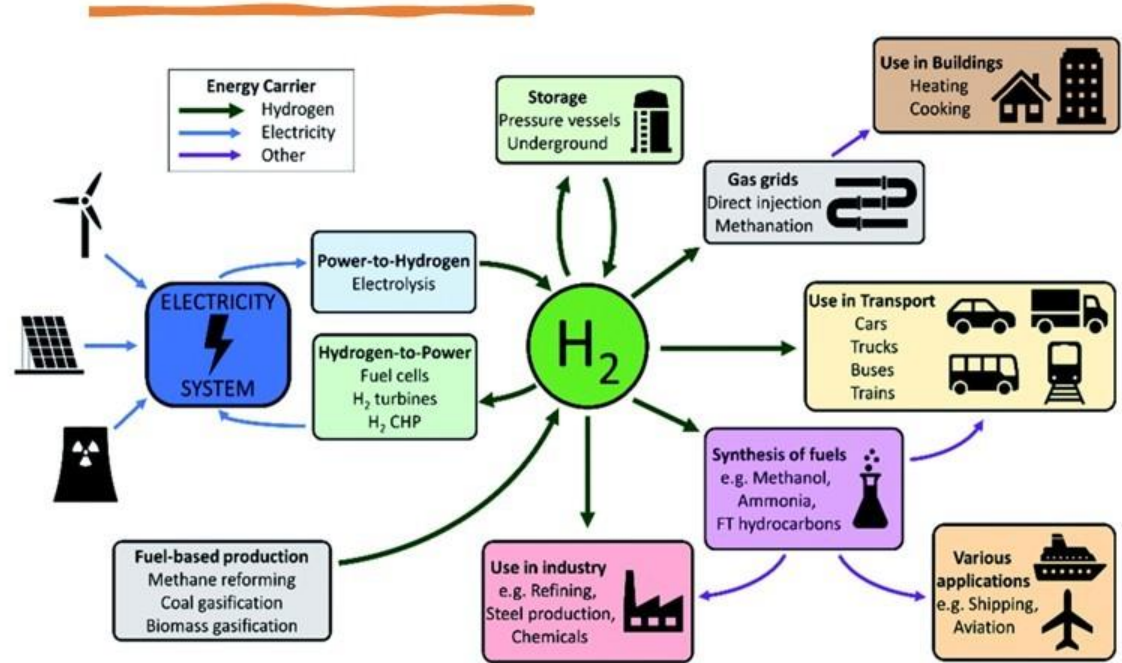 Energy Carrier
Hydrogen
Electricity
Other
Storage
Pressure vessels
Underground
Use in Buildings
Heating
Cooking
Gas grids
Direct injection
Methanation
Power-to-Hydrogen
Electrolysis
ELECTRICITY
SYSTEM
Hydrogen-to-Power
Fuel cells
H₂ turbines
H₂ CHP
H₂
Use in Transport
Cars
Trucks
Buses
Trains
Synthesis of fuels
e.g. Methanol,
Ammonia,
FT hydrocarbons
Fuel-based production
Methane reforming
Coal gasification
Biomass gasification
Use in industry
e.g. Refining,
Steel production,
Chemicals
Various
applications
e.g. Shipping,
Aviation